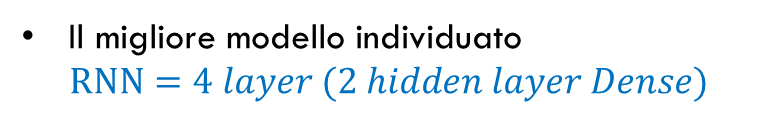 • Il migliore modello individuato
RNN = 4 layer (2 hidden layer Dense)